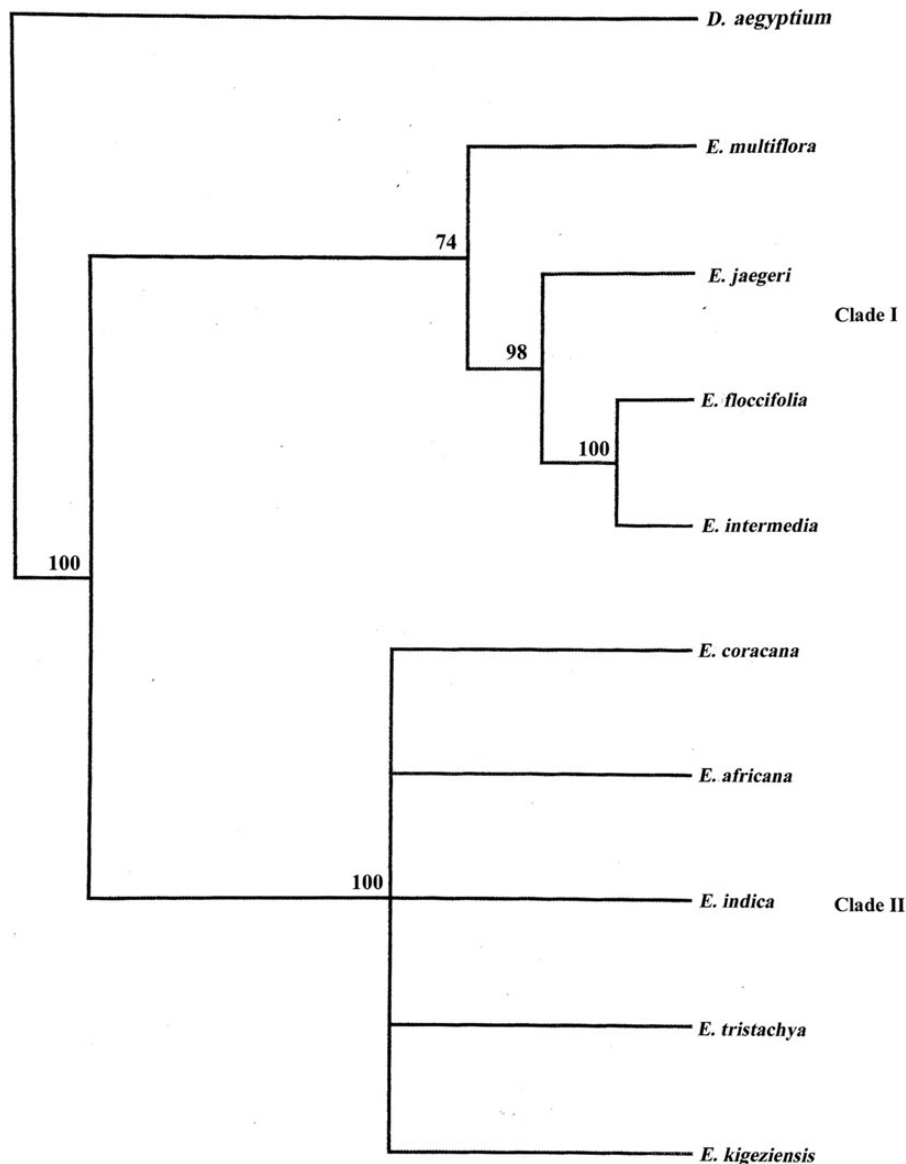 D. aegyptium
E. multiflora
74
E. jaegeri
Clade I
98
E. floccifolia
100
E. intermedia
100
E. coracana
E. africana
100
E. indica
Clade II
E. tristachya
E. kigeziensis